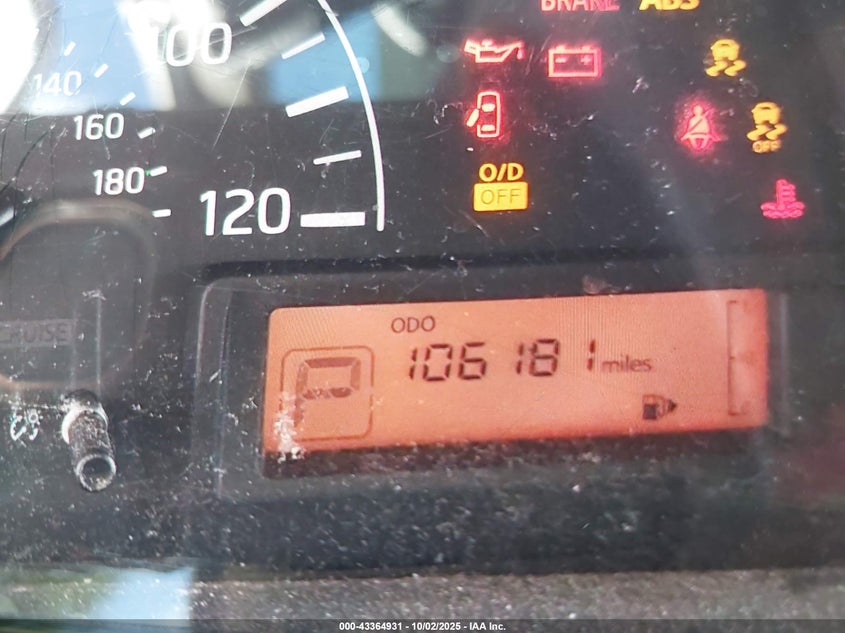 BRAKE ABS
100
140
160
180
120
O/D
OFF
OFF
CRUISE
ODO
P 106181 miles
000-43364931 - 10/02/2025 - IAA Inc.